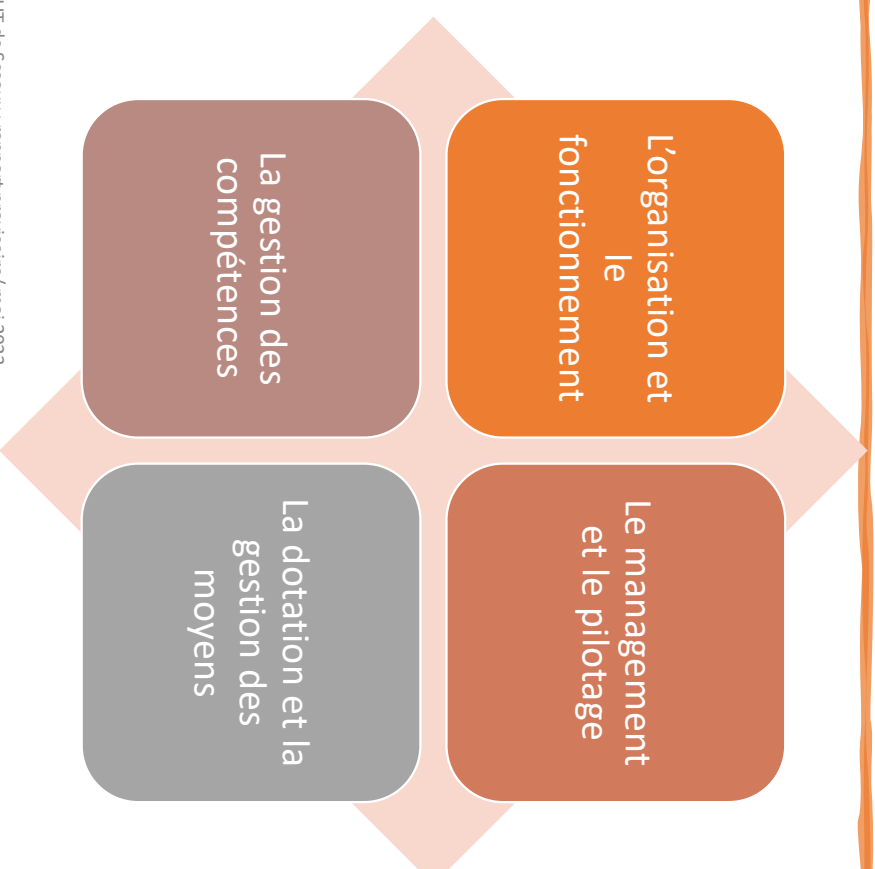 L’organisation et
le
fonctionnement
Le management
et le pilotage
La gestion des
compétences
La dotation et la
gestion des
moyens